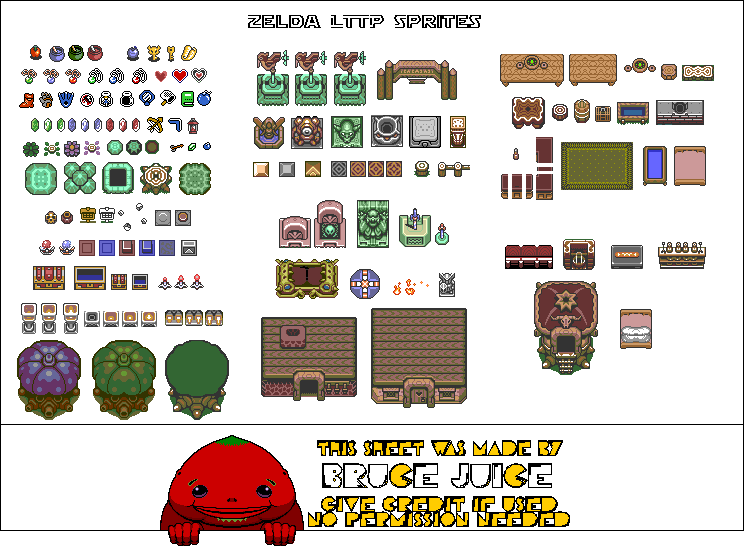 ZELDA LTTP SPRITES
THIS SHEET WAS MADE BY
BRUCE JUICE
GIVE CREDIT IF USED
NO PERMISSION NEEDED